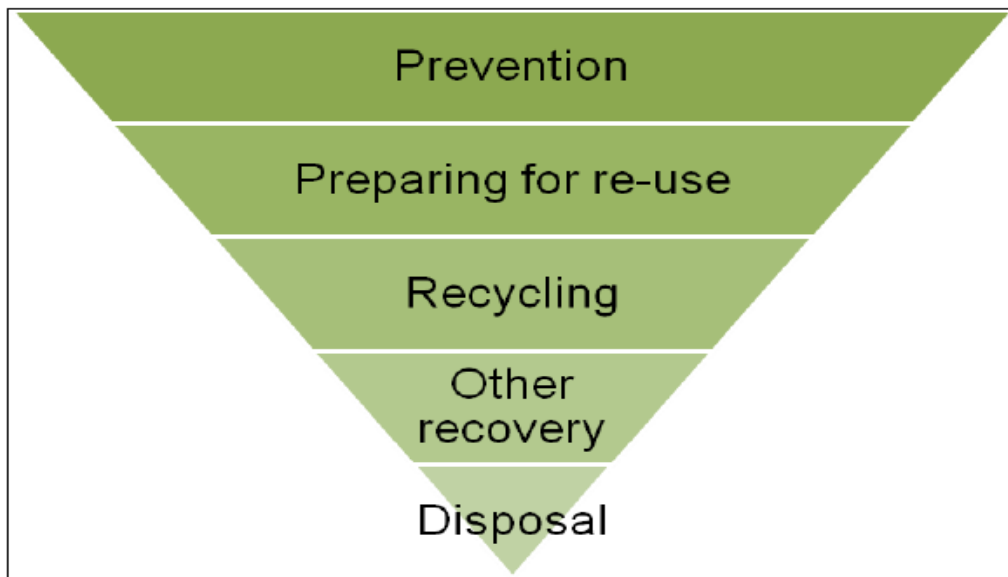 Prevention
Preparing for re-use
Recycling
Other
recovery
Disposal